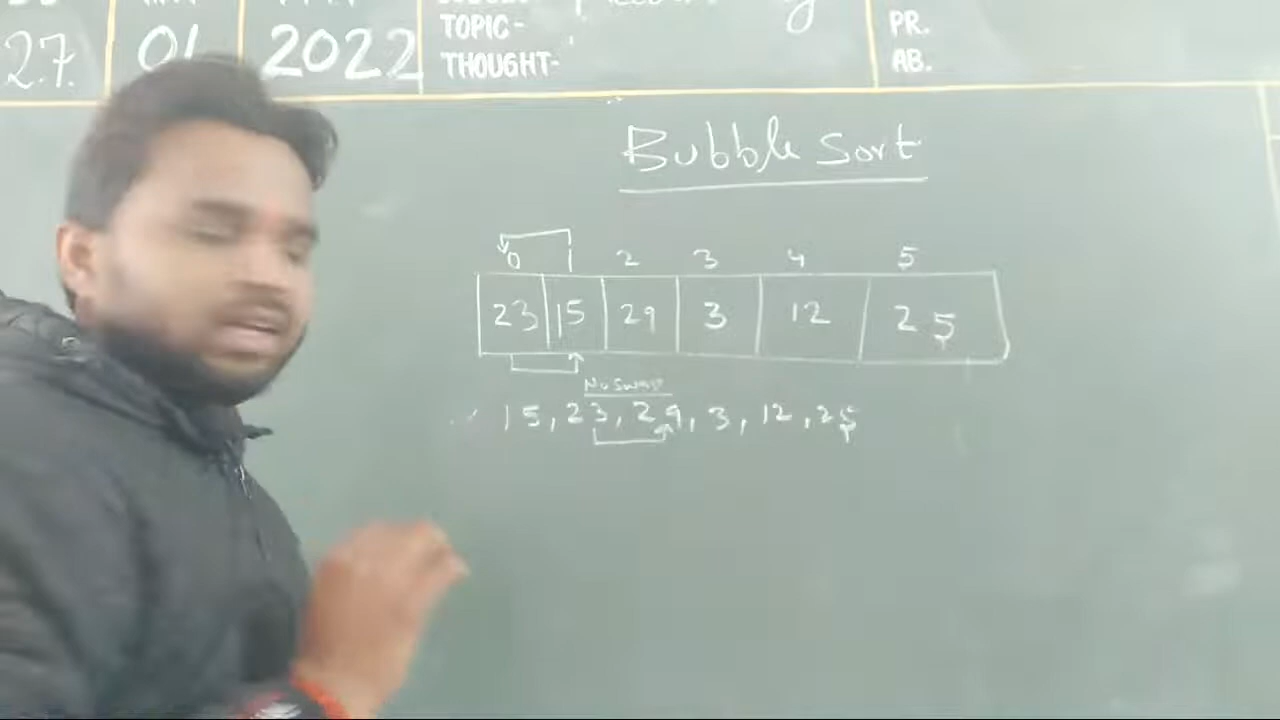 27. 01 2022 TOPIC- PR.
THOUGHT- AB.
Bubble Sort
0 1 2 3 4 5
23 15 29 3 12 25
No swap
15, 23, 29, 3, 12, 25